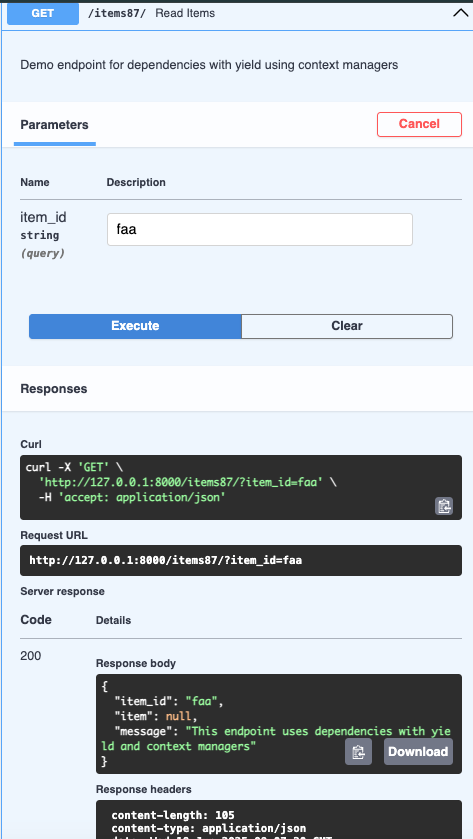 GET /items87/ Read Items
Demo endpoint for dependencies with yield using context managers
Parameters
Cancel
Name Description
item_id
string
(query)
faa
Execute Clear
Responses
Curl
curl -X 'GET' \
  'http://127.0.0.1:8000/items87/?item_id=faa' \
  -H 'accept: application/json'
Request URL
http://127.0.0.1:8000/items87/?item_id=faa
Server response
Code Details
200
Response body
{
  "item_id": "faa",
  "item": null,
  "message": "This endpoint uses dependencies with yie
ld and context managers"
}
Download
Response headers
content-length: 105
content-type: application/json